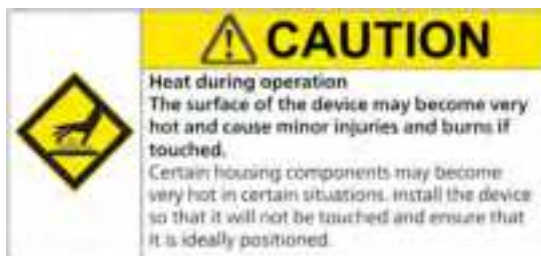 CAUTION
Heat during operation
The surface of the device may become very
hot and cause minor injuries and burns if
touched.
Certain housing components may become
very hot in certain situations. Install the device
so that it will not be touched and ensure that
it is ideally positioned.